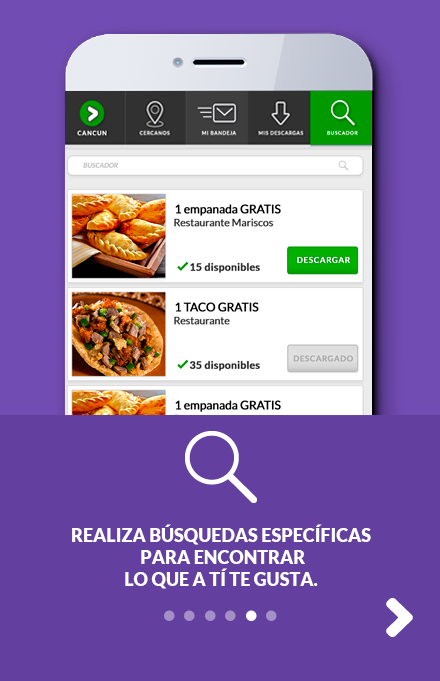 CANCUN
CERCANOS
MI BANDEJA
MIS DESCARGAS
BUSCADOR
BUSCADOR
1 empanada GRATIS
Restaurante Mariscos
15 disponibles
DESCARGAR
1 TACO GRATIS
Restaurante
35 disponibles
DESCARGADO
1 empanada GRATIS
REALIZA BÚSQUEDAS ESPECÍFICAS
PARA ENCONTRAR
LO QUE A TÍ TE GUSTA.